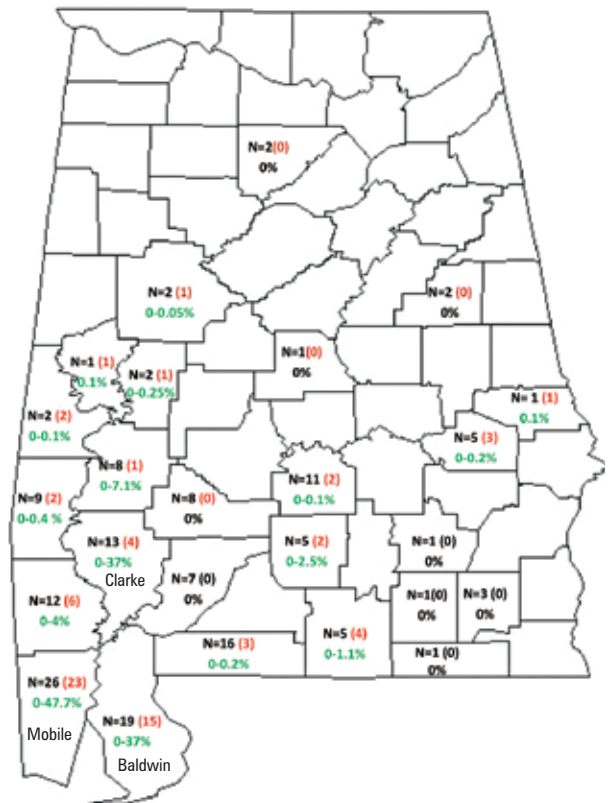 N=2(0)
0%
N=2 (1)
0-0.05%
N=2 (0)
0%
N=1 (1)
0.1%
N=2 (1)
0-0.25%
N=1(0)
0%
N= 1 (1)
0.1%
N=2 (2)
0-0.1%
N=5 (3)
0-0.2%
N=8 (1)
0-7.1%
N=11 (2)
0-0.1%
N=9 (2)
0-0.4 %
N=8 (0)
0%
N=13 (4)
0-37%
Clarke
N=5 (2)
0-2.5%
N=1 (0)
0%
N=7 (0)
0%
N=12 (6)
0-4%
N=1(0)
0%
N=3 (0)
0%
N=16 (3)
0-0.2%
N=5 (4)
0-1.1%
N=1 (0)
0%
N=26 (23)
0-47.7%
Mobile
N=19 (15)
0-37%
Baldwin